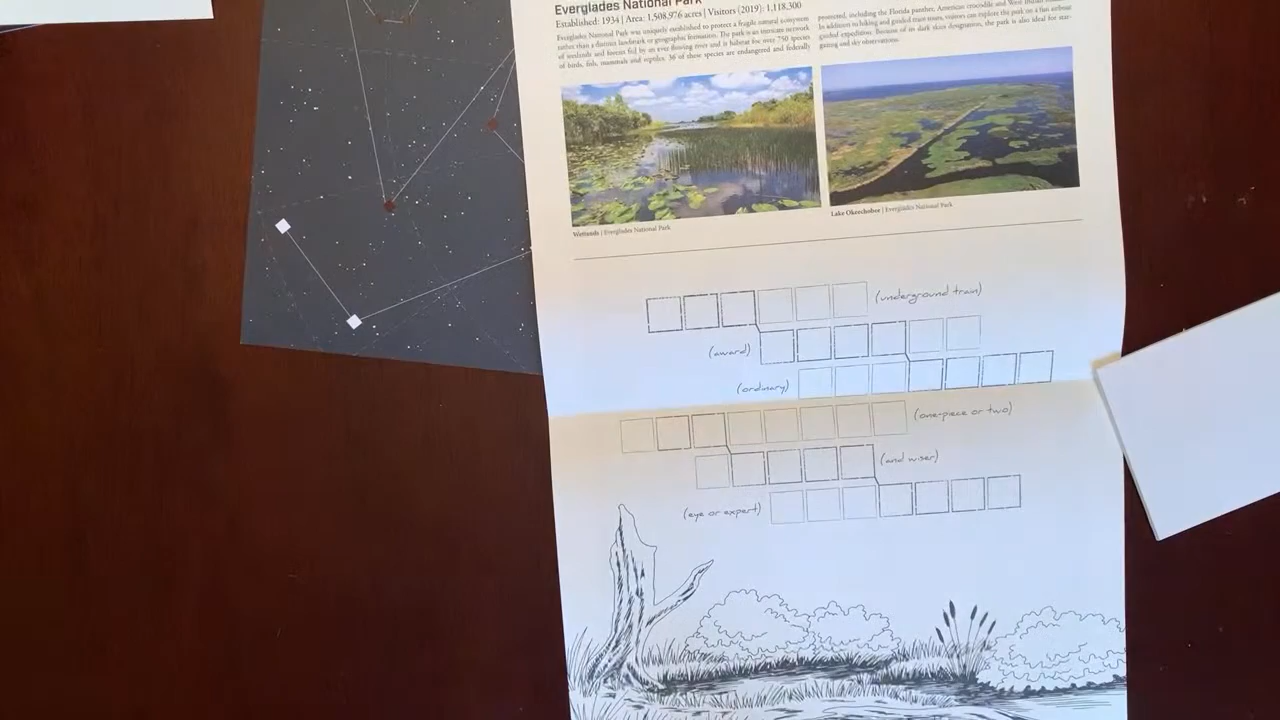 Everglades National Park
Established: 1934 | Area: 1,508,976 acres | Visitors (2019): 1,118,300
Everglades National Park was uniquely established to protect a fragile natural ecosystem
rather than a distinct landmark or geographic formation. The park is an intricate network
of wetlands and forests fed by an ever flowing river and is habitat for over 750 species
of birds, fish, mammals and reptiles. 36 of these species are endangered and federally
protected, including the Florida panther, American crocodile and West Indian
In addition to hiking and guided tram tours, visitors can explore the park on a fun airboat
guided expedition. Because of its dark skies designation, the park is also ideal for star-
gazing and sky observations.
Wetlands | Everglades National Park
Lake Okeechobee | Everglades National Park
(underground train)
(award)
(ordinary)
(one-piece or two)
(and wiser)
(eye or expert)